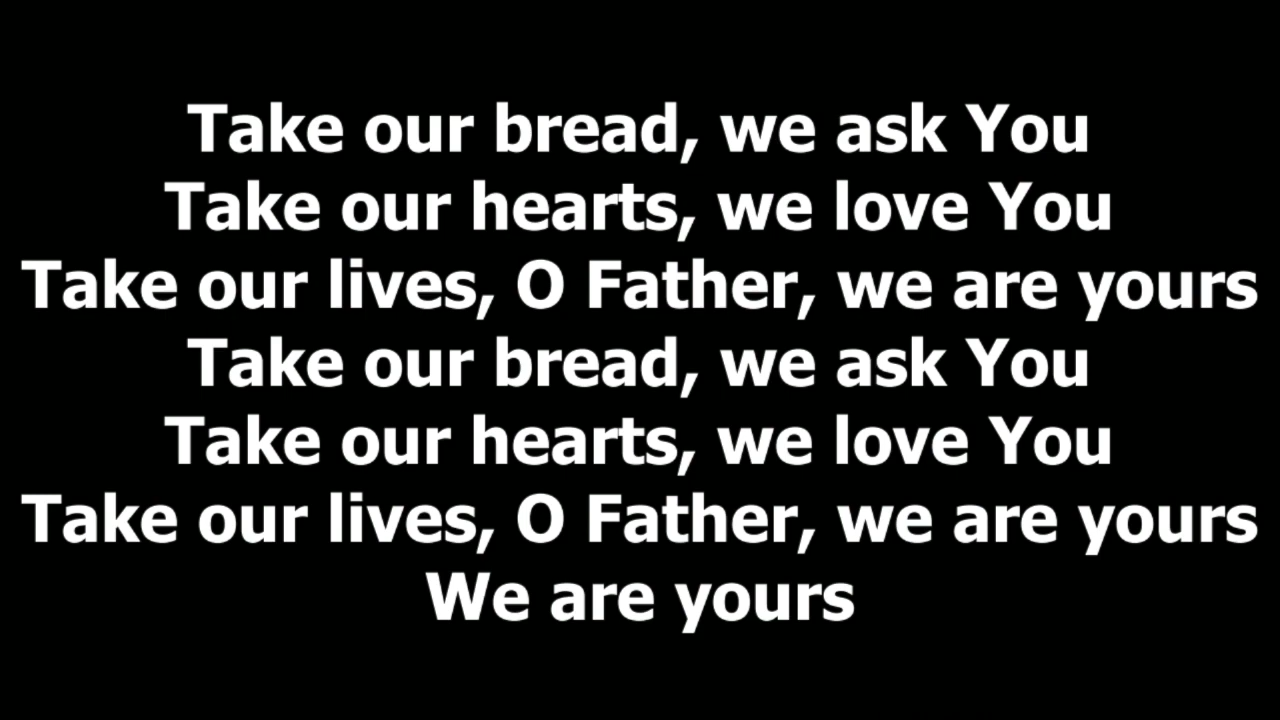 Take our bread, we ask You
Take our hearts, we love You
Take our lives, O Father, we are yours
Take our bread, we ask You
Take our hearts, we love You
Take our lives, O Father, we are yours
We are yours